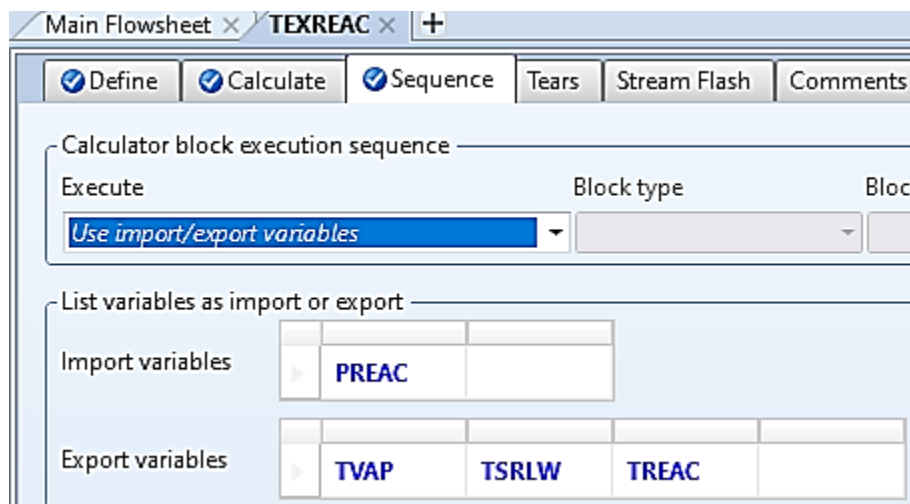 Main Flowsheet × TEXREAC × +
Define Calculate Sequence Tears Stream Flash Comments
Calculator block execution sequence
Execute Block type Bloc
Use import/export variables
List variables as import or export
Import variables PREAC
Export variables TVAP TSRLW TREAC